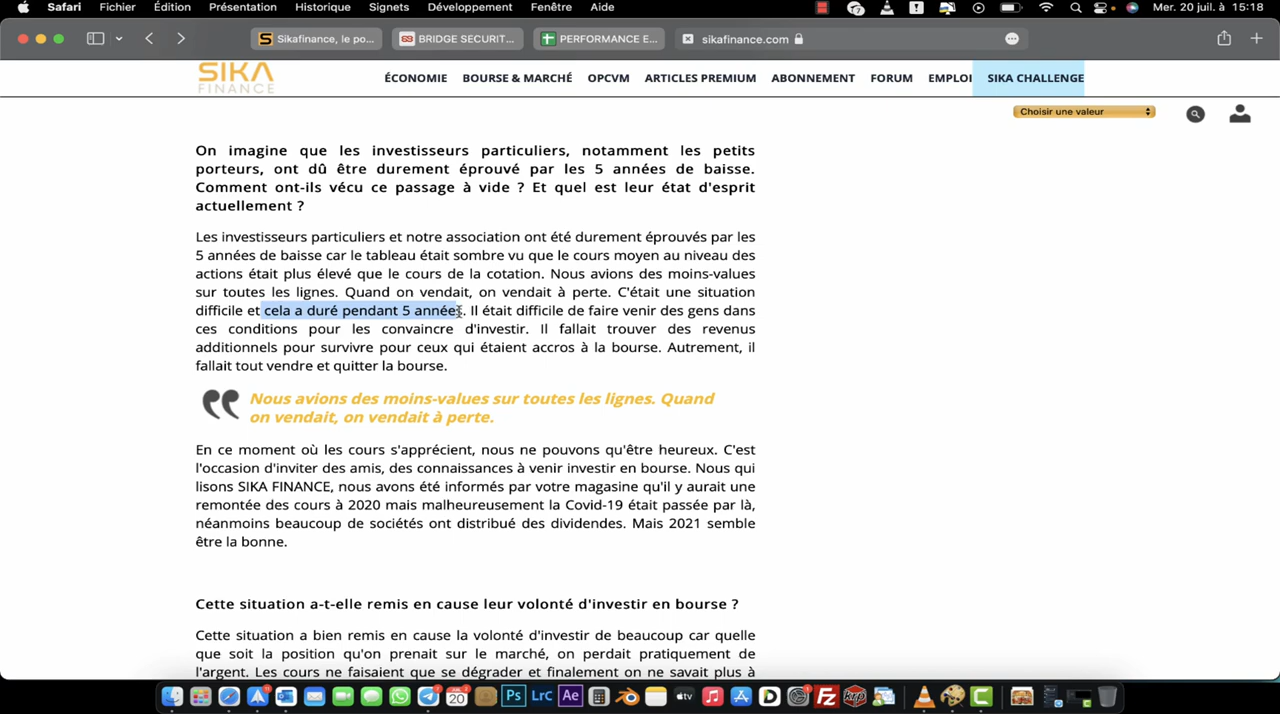 Safari Fichier Édition Présentation Historique Signets Développement Fenêtre Aide Mer. 20 juil. à 15:18
Sikafinance, le po... BRIDGE SECURIT... PERFORMANCE E... sikafinance.com
SIKA
FINANCE
ÉCONOMIE BOURSE & MARCHÉ OPCVM ARTICLES PREMIUM ABONNEMENT FORUM EMPLOI SIKA CHALLENGE
Choisir une valeur
On imagine que les investisseurs particuliers, notamment les petits
porteurs, ont dû être durement éprouvé par les 5 années de baisse.
Comment ont-ils vécu ce passage à vide ? Et quel est leur état d'esprit
actuellement ?
Les investisseurs particuliers et notre association ont été durement éprouvés par les
5 années de baisse car le tableau était sombre vu que le cours moyen au niveau des
actions était plus élevé que le cours de la cotation. Nous avions des moins-values
sur toutes les lignes. Quand on vendait, on vendait à perte. C'était une situation
difficile et cela a duré pendant 5 années. Il était difficile de faire venir des gens dans
ces conditions pour les convaincre d'investir. Il fallait trouver des revenus
additionnels pour survivre pour ceux qui étaient accros à la bourse. Autrement, il
fallait tout vendre et quitter la bourse.
Nous avions des moins-values sur toutes les lignes. Quand
on vendait, on vendait à perte.
En ce moment où les cours s'apprécient, nous ne pouvons qu'être heureux. C'est
l'occasion d'inviter des amis, des connaissances à venir investir en bourse. Nous qui
lisons SIKA FINANCE, nous avons été informés par votre magasine qu'il y aurait une
remontée des cours à 2020 mais malheureusement la Covid-19 était passée par là,
néanmoins beaucoup de sociétés ont distribué des dividendes. Mais 2021 semble
être la bonne.
Cette situation a-t-elle remis en cause leur volonté d'investir en bourse ?
Cette situation a bien remis en cause la volonté d'investir de beaucoup car quelle
que soit la position qu'on prenait sur le marché, on perdait pratiquement de
l'argent. Les cours ne faisaient que se dégrader et finalement on ne savait plus à
20 Ps Lrc Ae tv D Fz